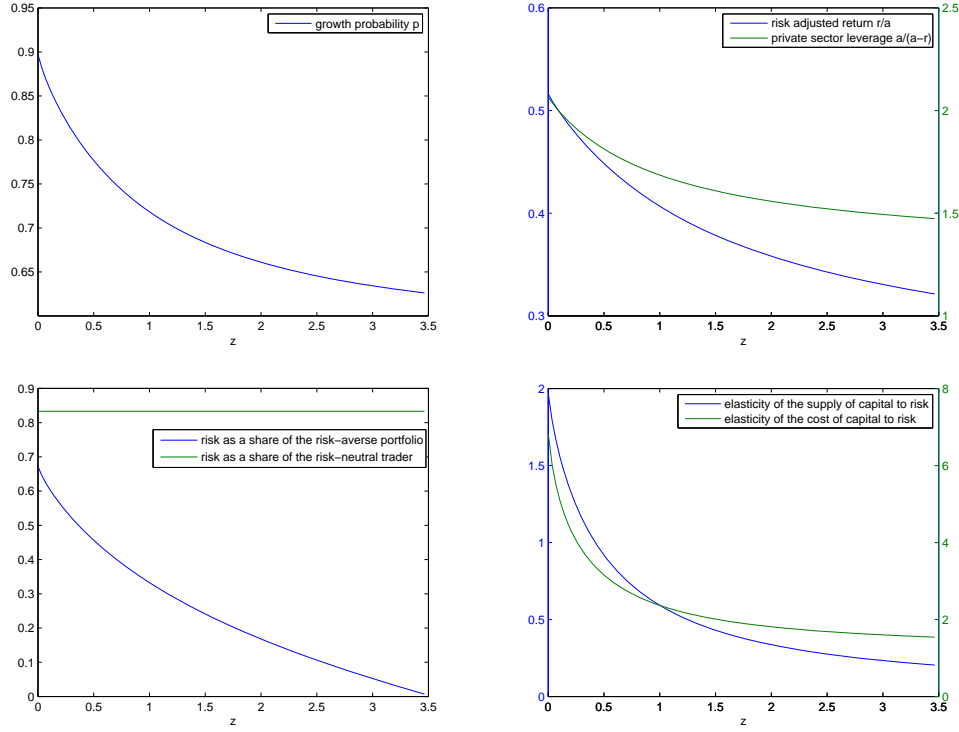 0.95
growth probability p
0.9
0.85
0.8
0.75
0.7
0.65
0 0.5 1 1.5 2 2.5 3 3.5
z
0.6 2.5
risk adjusted return r/a
private sector leverage a/(a−r)
0.5 2
0.4 1.5
0.3 1
0 0.5 1 1.5 2 2.5 3 3.5
z
0.9
0.8
risk as a share of the risk−averse portfolio
0.7
risk as a share of the risk−neutral trader
0.6
0.5
0.4
0.3
0.2
0.1
0
0 0.5 1 1.5 2 2.5 3 3.5
z
2 8
elasticity of the supply of capital to risk
elasticity of the cost of capital to risk
1.5 6
1 4
0.5 2
0 0
0 0.5 1 1.5 2 2.5 3 3.5
z